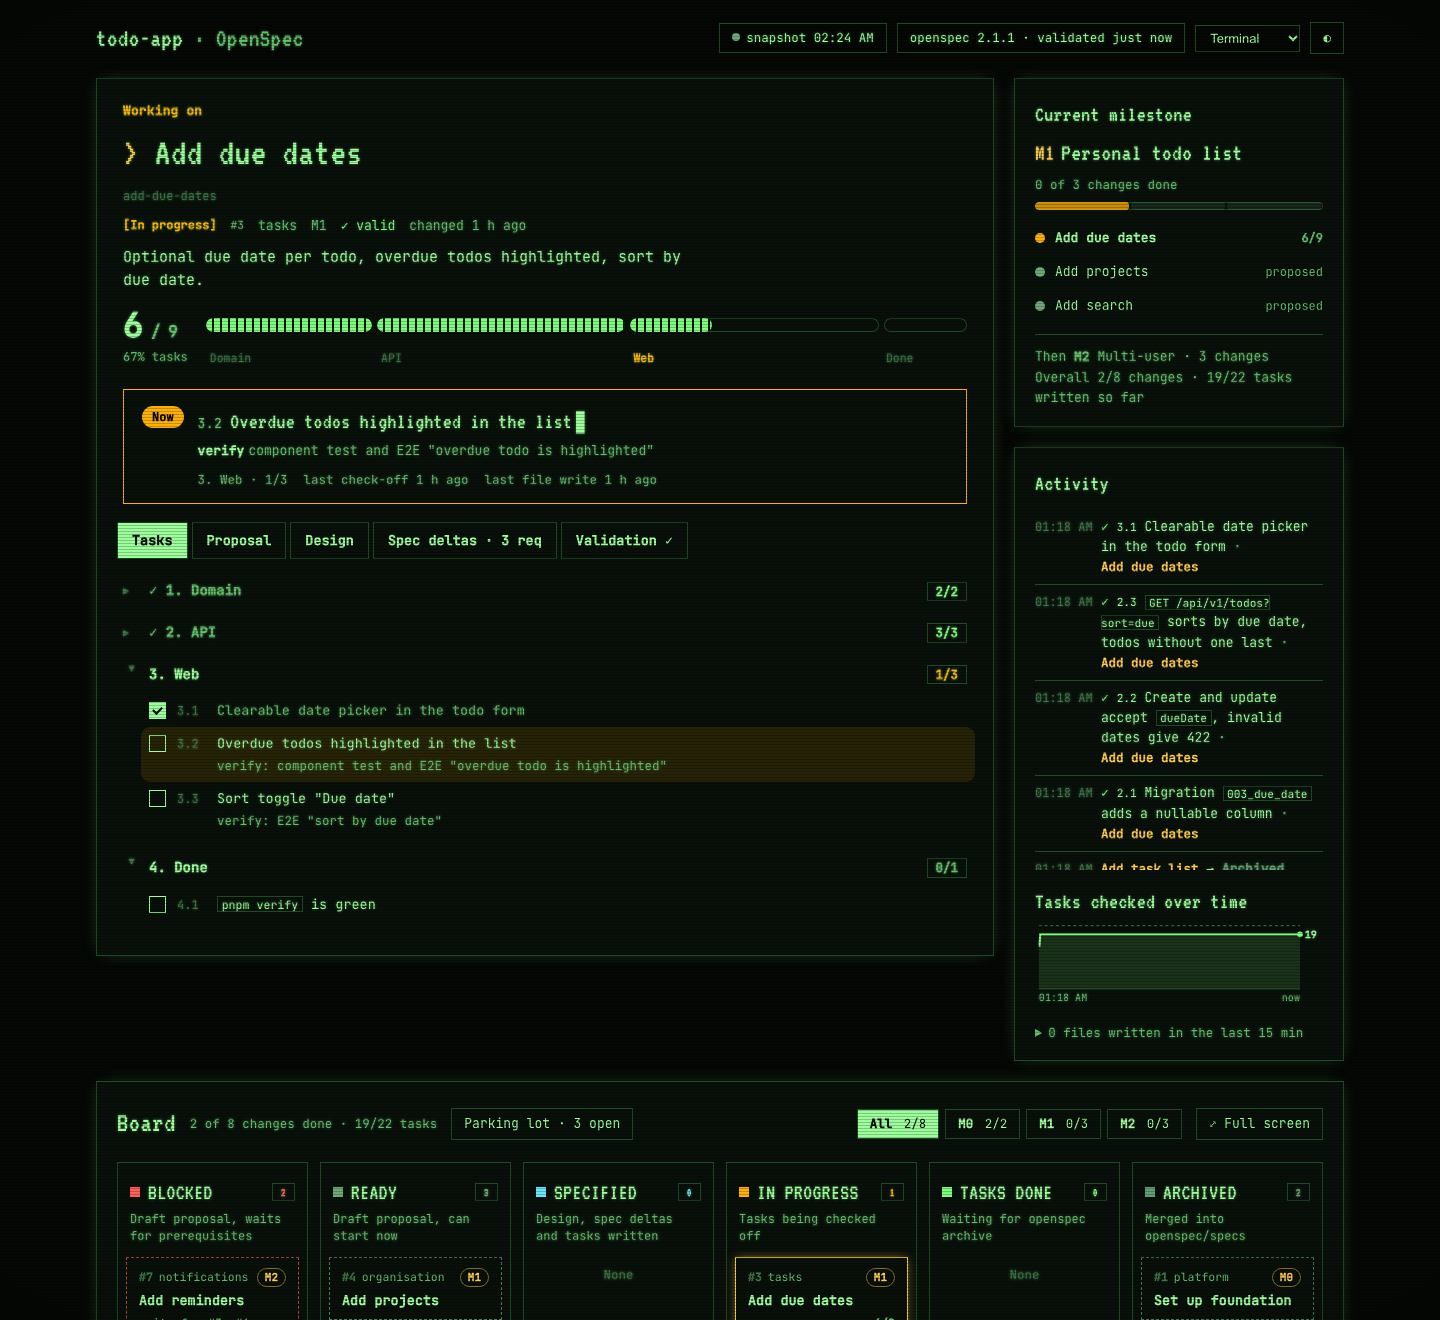 todo-app · OpenSpec
snapshot 02:24 AM
openspec 2.1.1 · validated just now
Terminal
Working on
❯ Add due dates
add-due-dates
[In progress] #3 tasks M1 ✓ valid changed 1 h ago
Optional due date per todo, overdue todos highlighted, sort by
due date.
6 / 9
67% tasks
Domain API Web Done
Now
3.2 Overdue todos highlighted in the list
verify component test and E2E "overdue todo is highlighted"
3. Web · 1/3 last check-off 1 h ago last file write 1 h ago
Tasks Proposal Design Spec deltas · 3 req Validation ✓
✓ 1. Domain 2/2
✓ 2. API 3/3
3. Web 1/3
3.1 Clearable date picker in the todo form
3.2 Overdue todos highlighted in the list
verify: component test and E2E "overdue todo is highlighted"
3.3 Sort toggle "Due date"
verify: E2E "sort by due date"
4. Done 0/1
4.1 pnpm verify is green
Current milestone
M1 Personal todo list
0 of 3 changes done
Add due dates 6/9
Add projects proposed
Add search proposed
Then M2 Multi-user · 3 changes
Overall 2/8 changes · 19/22 tasks
written so far
Activity
01:18 AM ✓ 3.1 Clearable date picker
in the todo form ·
Add due dates
01:18 AM ✓ 2.3 GET /api/v1/todos?
sort=due sorts by due date,
todos without one last ·
Add due dates
01:18 AM ✓ 2.2 Create and update
accept dueDate, invalid
dates give 422 ·
Add due dates
01:18 AM ✓ 2.1 Migration 003_due_date
adds a nullable column ·
Add due dates
01:18 AM Add task list → Archived
Tasks checked over time
19
01:18 AM now
▶ 0 files written in the last 15 min
Board 2 of 8 changes done · 19/22 tasks Parking lot · 3 open
All 2/8 M0 2/2 M1 0/3 M2 0/3 ⤢ Full screen
BLOCKED 2
Draft proposal, waits
for prerequisites
#7 notifications M2
Add reminders
READY 3
Draft proposal, can
start now
#4 organisation M1
Add projects
SPECIFIED 0
Design, spec deltas
and tasks written
None
IN PROGRESS 1
Tasks being checked
off
#3 tasks M1
Add due dates
TASKS DONE 0
Waiting for openspec
archive
None
ARCHIVED 2
Merged into
openspec/specs
#1 platform M0
Set up foundation